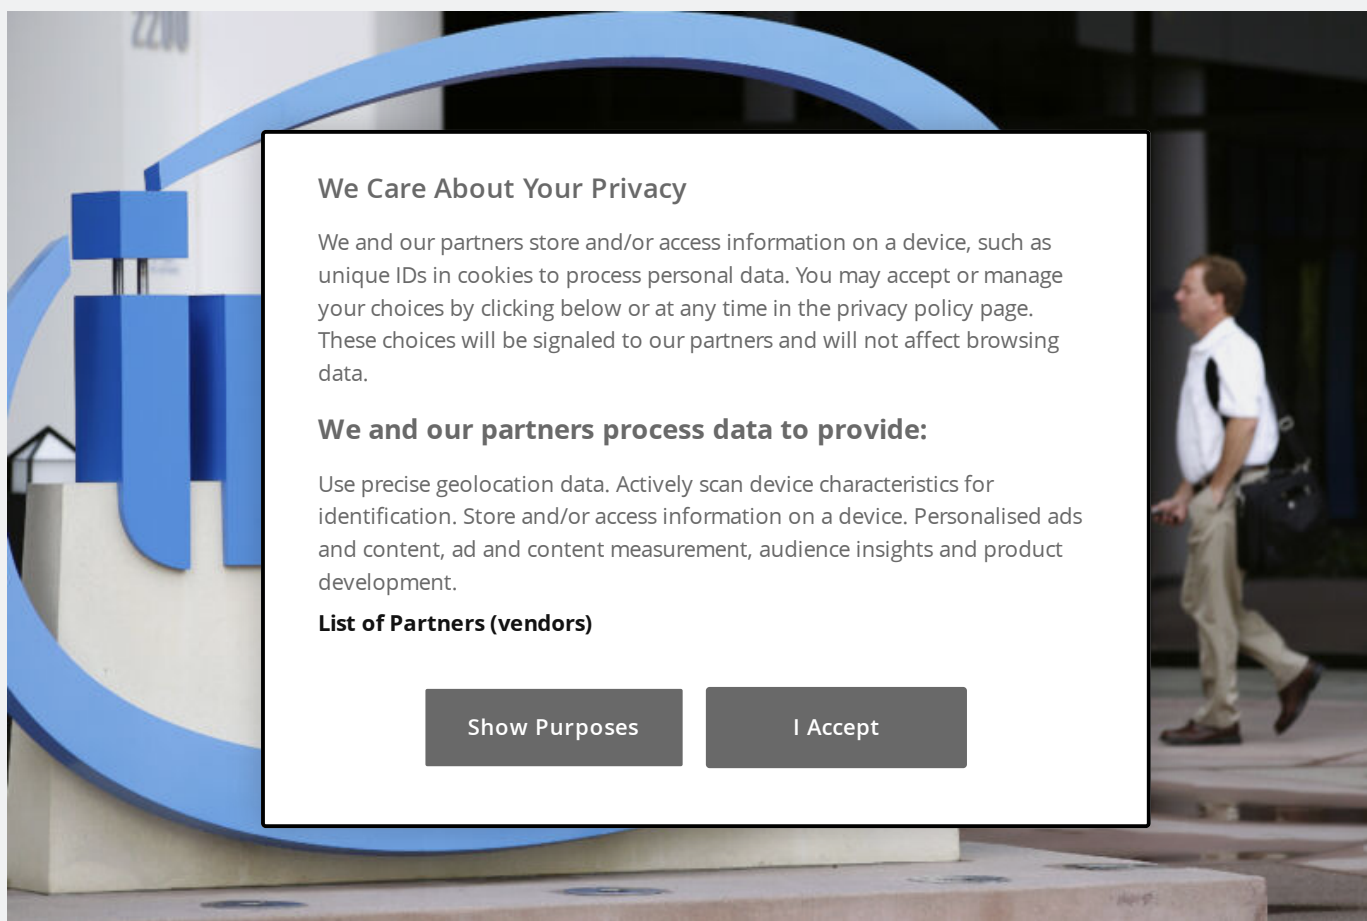 2200
We Care About Your Privacy
We and our partners store and/or access information on a device, such as
unique IDs in cookies to process personal data. You may accept or manage
your choices by clicking below or at any time in the privacy policy page.
These choices will be signaled to our partners and will not affect browsing
data.
We and our partners process data to provide:
Use precise geolocation data. Actively scan device characteristics for
identification. Store and/or access information on a device. Personalised ads
and content, ad and content measurement, audience insights and product
development.
List of Partners (vendors)
Show Purposes
I Accept